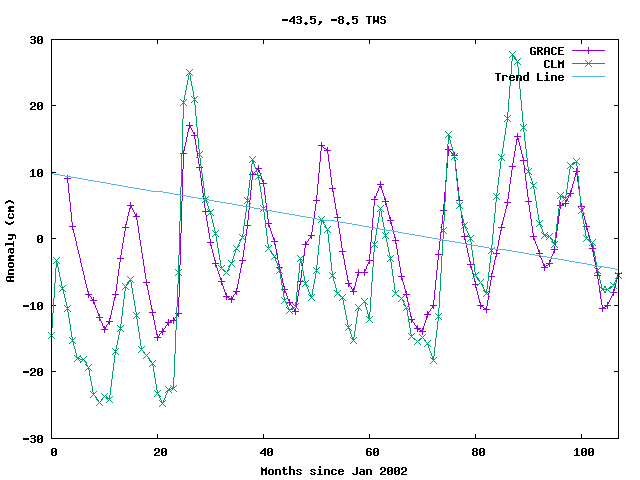 -43.5, -8.5 TWS
GRACE
CLM
Trend Line
30
20
10
0
-10
-20
-30
Anomaly (cm)
0 20 40 60 80 100
Months since Jan 2002